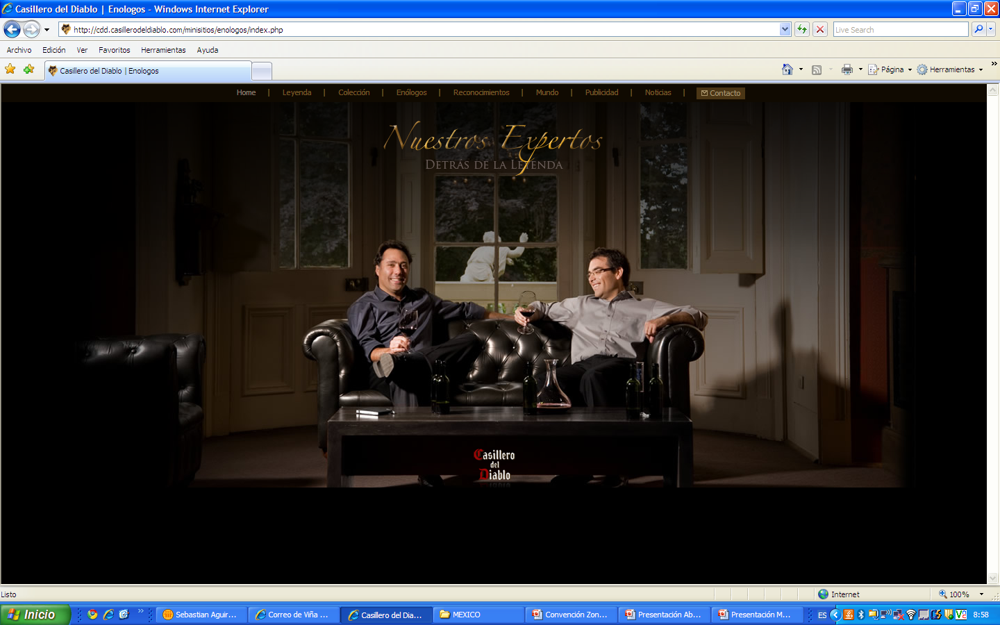 Casillero del Diablo | Enologos - Windows Internet Explorer
http://cdd.casillerodeldiablo.com/minisitios/enologos/index.php
Live Search
Archivo Edición Ver Favoritos Herramientas Ayuda
Casillero del Diablo | Enologos
Página Herramientas »
Home | Leyenda | Colección | Enólogos | Reconocimientos | Mundo | Publicidad | Noticias | Contacto
Nuestros Expertos
Detrás de la Leyenda
Casillero
del
Diablo
Listo
Internet
100%
Inicio » Sebastian Aguir... Correo de Viña ... Casillero del Dia... MEXICO Convención Zon... Presentación Ab... Presentación M... ES 8:58